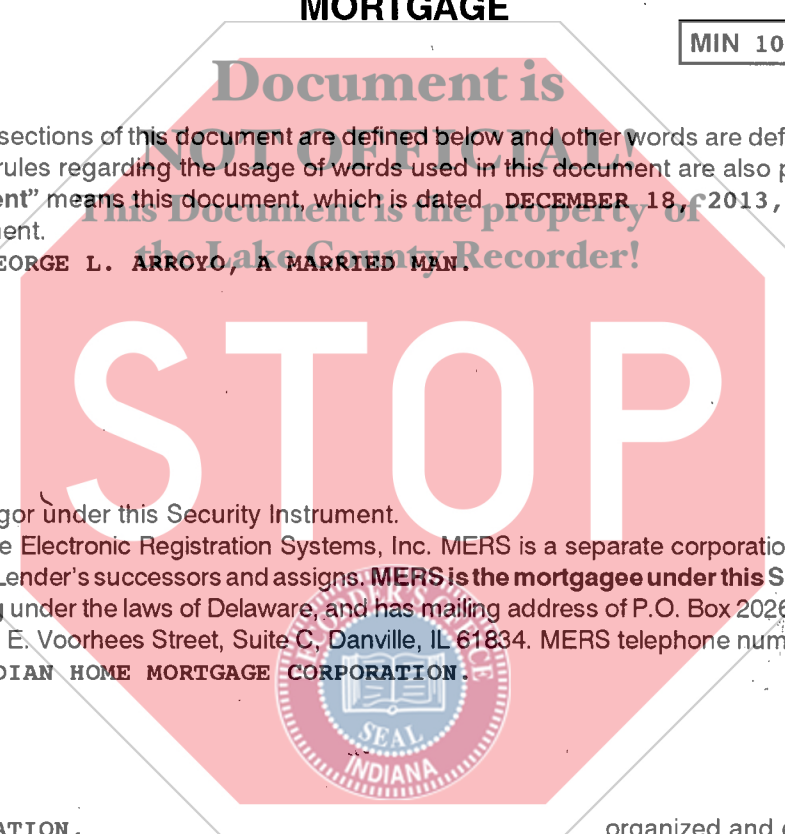 MORTGAGE
MIN 10
Document is
sections of this document are defined below and other words are def
NOT OFFICIAL!
rules regarding the usage of words used in this document are also p
ent" means this document, which is dated DECEMBER 18, 2013,
This Document is the property of
ment.
the Lake County Recorder!
EORGE L. ARROYO, A MARRIED MAN.
STOP
gor under this Security Instrument.
e Electronic Registration Systems, Inc. MERS is a separate corporatio
Lender's successors and assigns. MERS is the mortgagee under this S
g under the laws of Delaware, and has mailing address of P.O. Box 2026
E. Voorhees Street, Suite C, Danville, IL 61834. MERS telephone num
DIAN HOME MORTGAGE CORPORATION.
SEAL
INDIANA
ATION.
organized and e